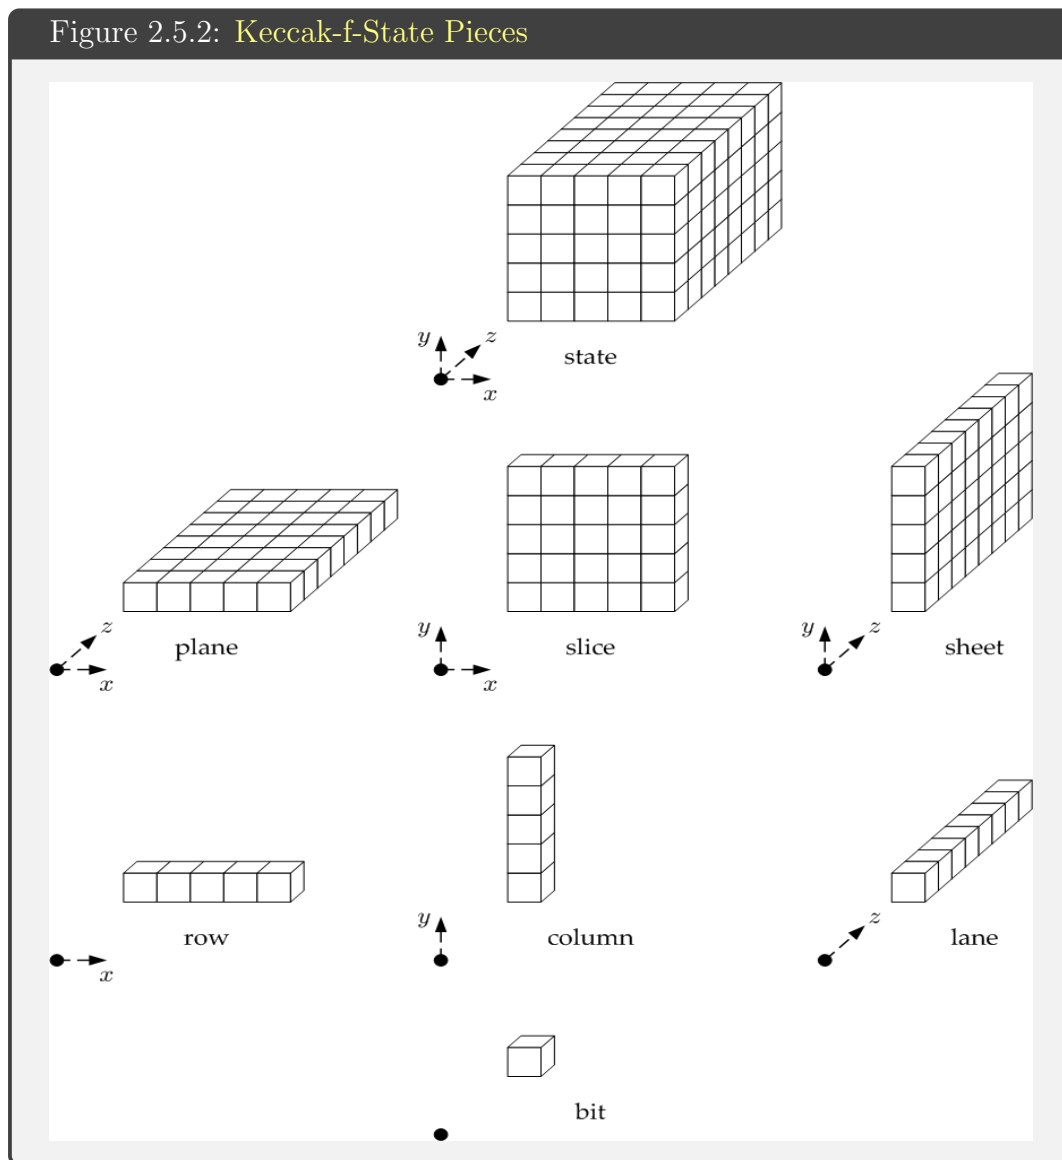 Figure 2.5.2: Keccak-f-State Pieces
y z
x
state
z
x
plane
y
x
slice
y z
sheet
x
row
y
column
z
lane
bit